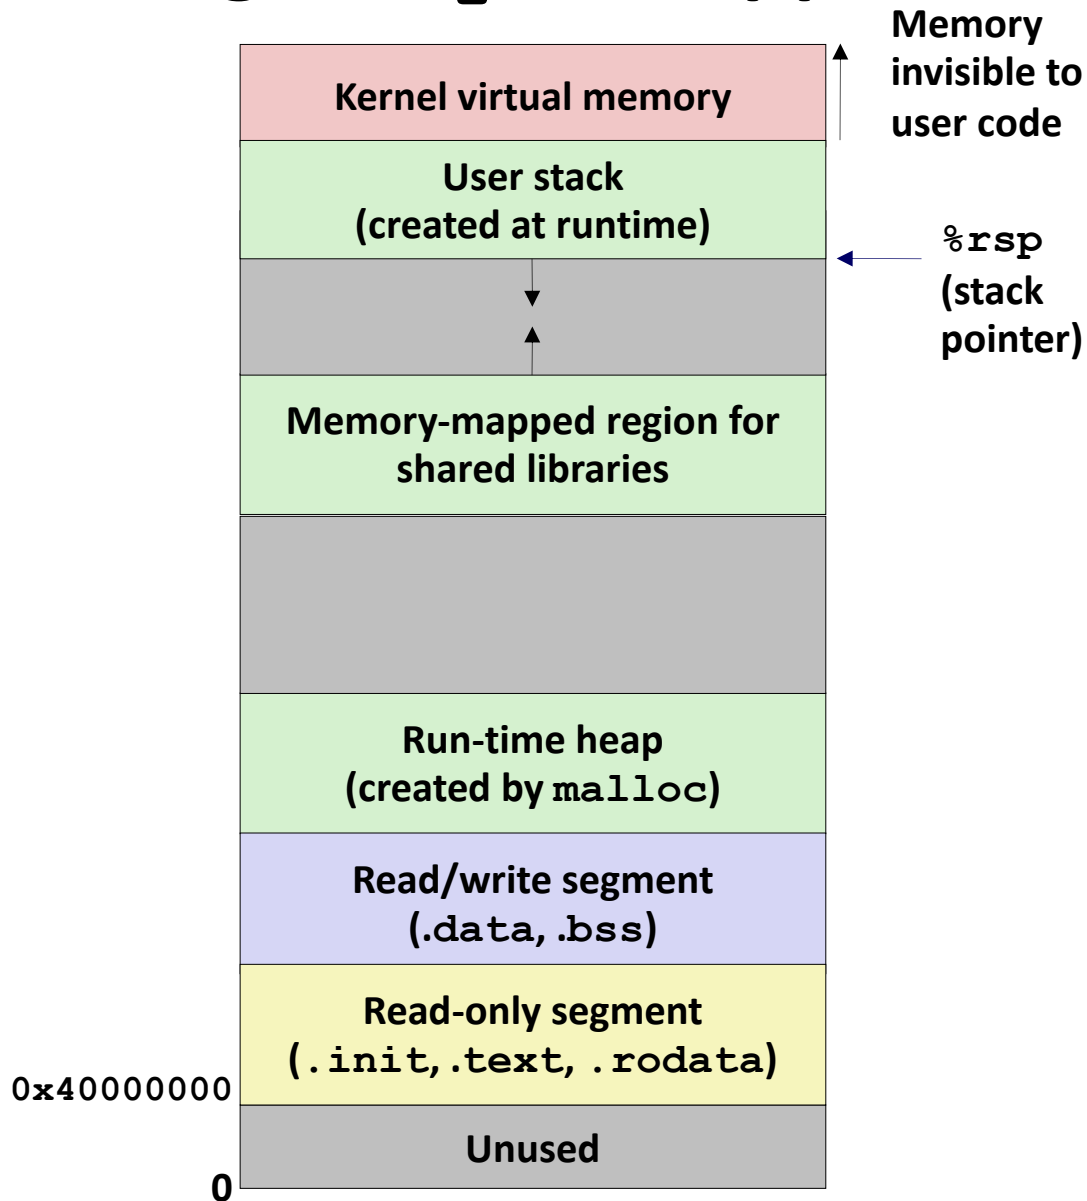 Memory
invisible to
user code
Kernel virtual memory
User stack
(created at runtime)
%rsp
(stack
pointer)
Memory-mapped region for
shared libraries
Run-time heap
(created by malloc)
Read/write segment
(.data, .bss)
Read-only segment
(.init, .text, .rodata)
0x40000000
Unused
0